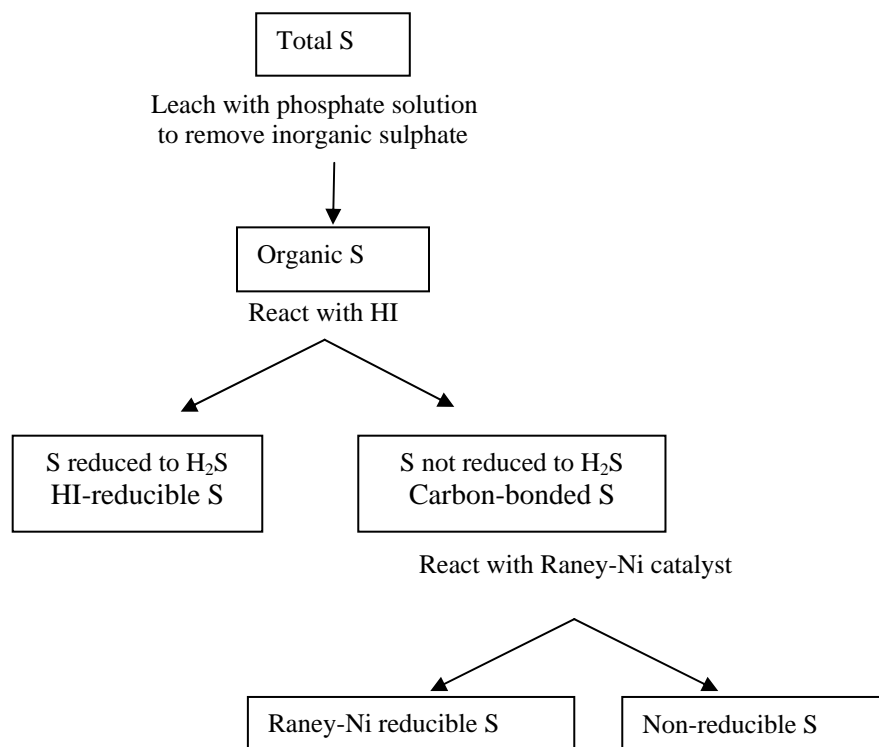 Total S
Leach with phosphate solution
to remove inorganic sulphate
Organic S
React with HI
S reduced to H₂S
HI-reducible S
S not reduced to H₂S
Carbon-bonded S
React with Raney-Ni catalyst
Raney-Ni reducible S
Non-reducible S